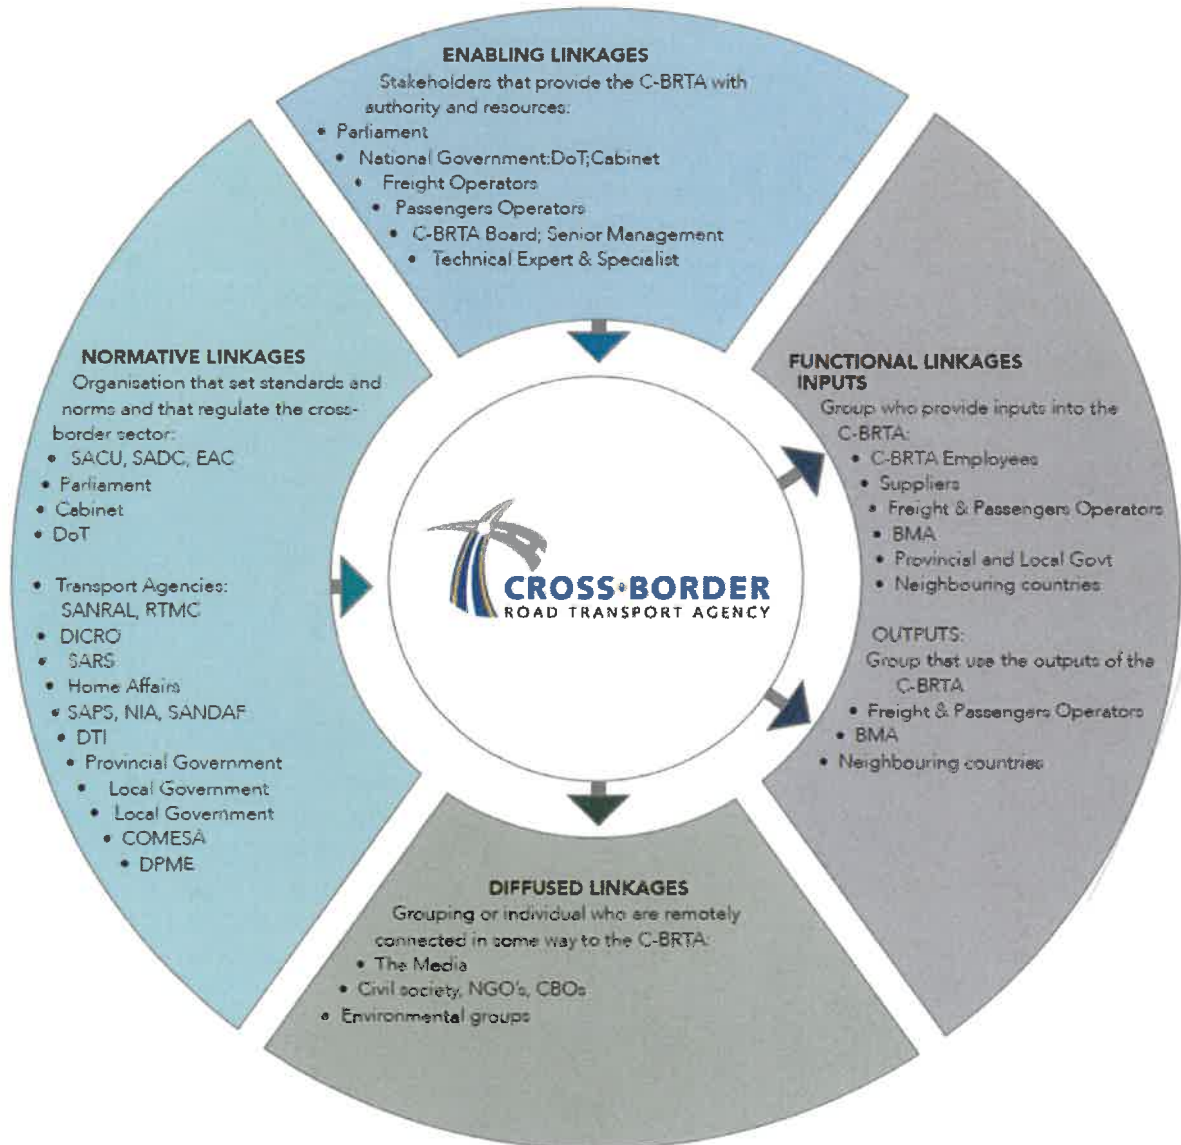 ENABLING LINKAGES
Stakeholders that provide the C-BRTA with
authority and resources:
• Parliament
• National Government;DoT;Cabinet
• Freight Operators
• Passengers Operators
• C-BRTA Board; Senior Management
• Technical Expert & Specialist
NORMATIVE LINKAGES
Organisation that set standards and
norms and that regulate the cross-
border sector:
• SACU, SADC, EAC
• Parliament
• Cabinet
• DoT
• Transport Agencies:
SANRAL, RTMC
• DICRO
• SARS
• Home Affairs
• SAPS, NIA, SANDAF
• DTI
• Provincial Government
• Local Government
• Local Government
• COMESA
• DPME
CROSS•BORDER
ROAD TRANSPORT AGENCY
FUNCTIONAL LINKAGES
INPUTS
Group who provide inputs into the
C-BRTA:
• C-BRTA Employees
• Suppliers
• Freight & Passengers Operators
• BMA
• Provincial and Local Govt
• Neighbouring countries
OUTPUTS:
Group that use the outputs of the
C-BRTA
• Freight & Passengers Operators
• BMA
• Neighbouring countries
DIFFUSED LINKAGES
Grouping or individual who are remotely
connected in some way to the C-BRTA:
• The Media
• Civil society, NGO's, CBOs
• Environmental groups